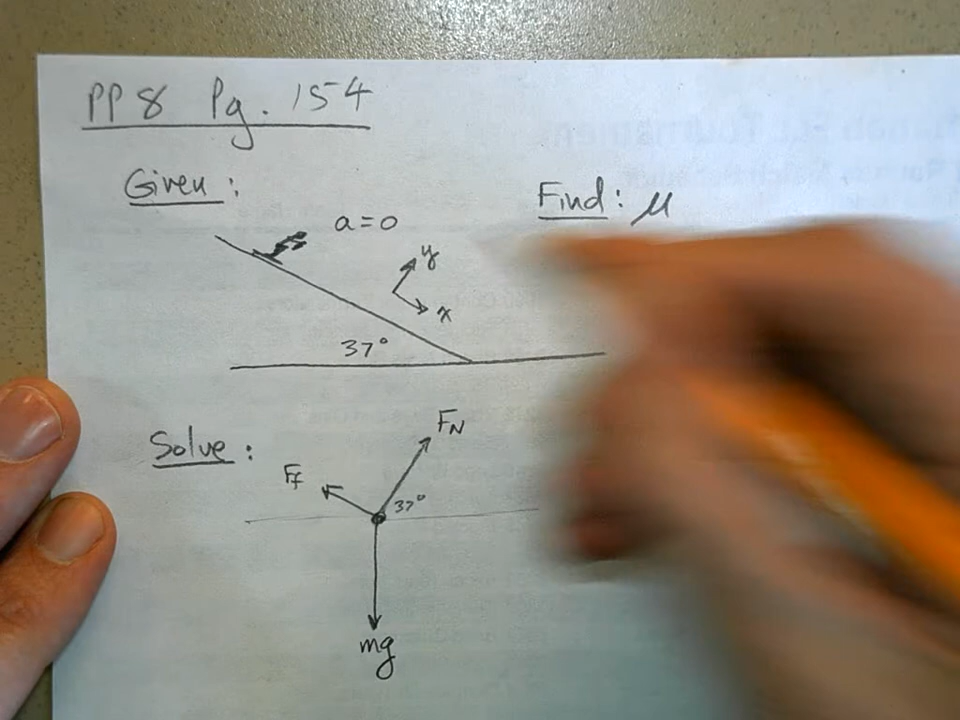 PP 8 Pg. 154
Given:
Find: μ
a=0
y
x
37°
Solve:
FN
Ff
37°
mg